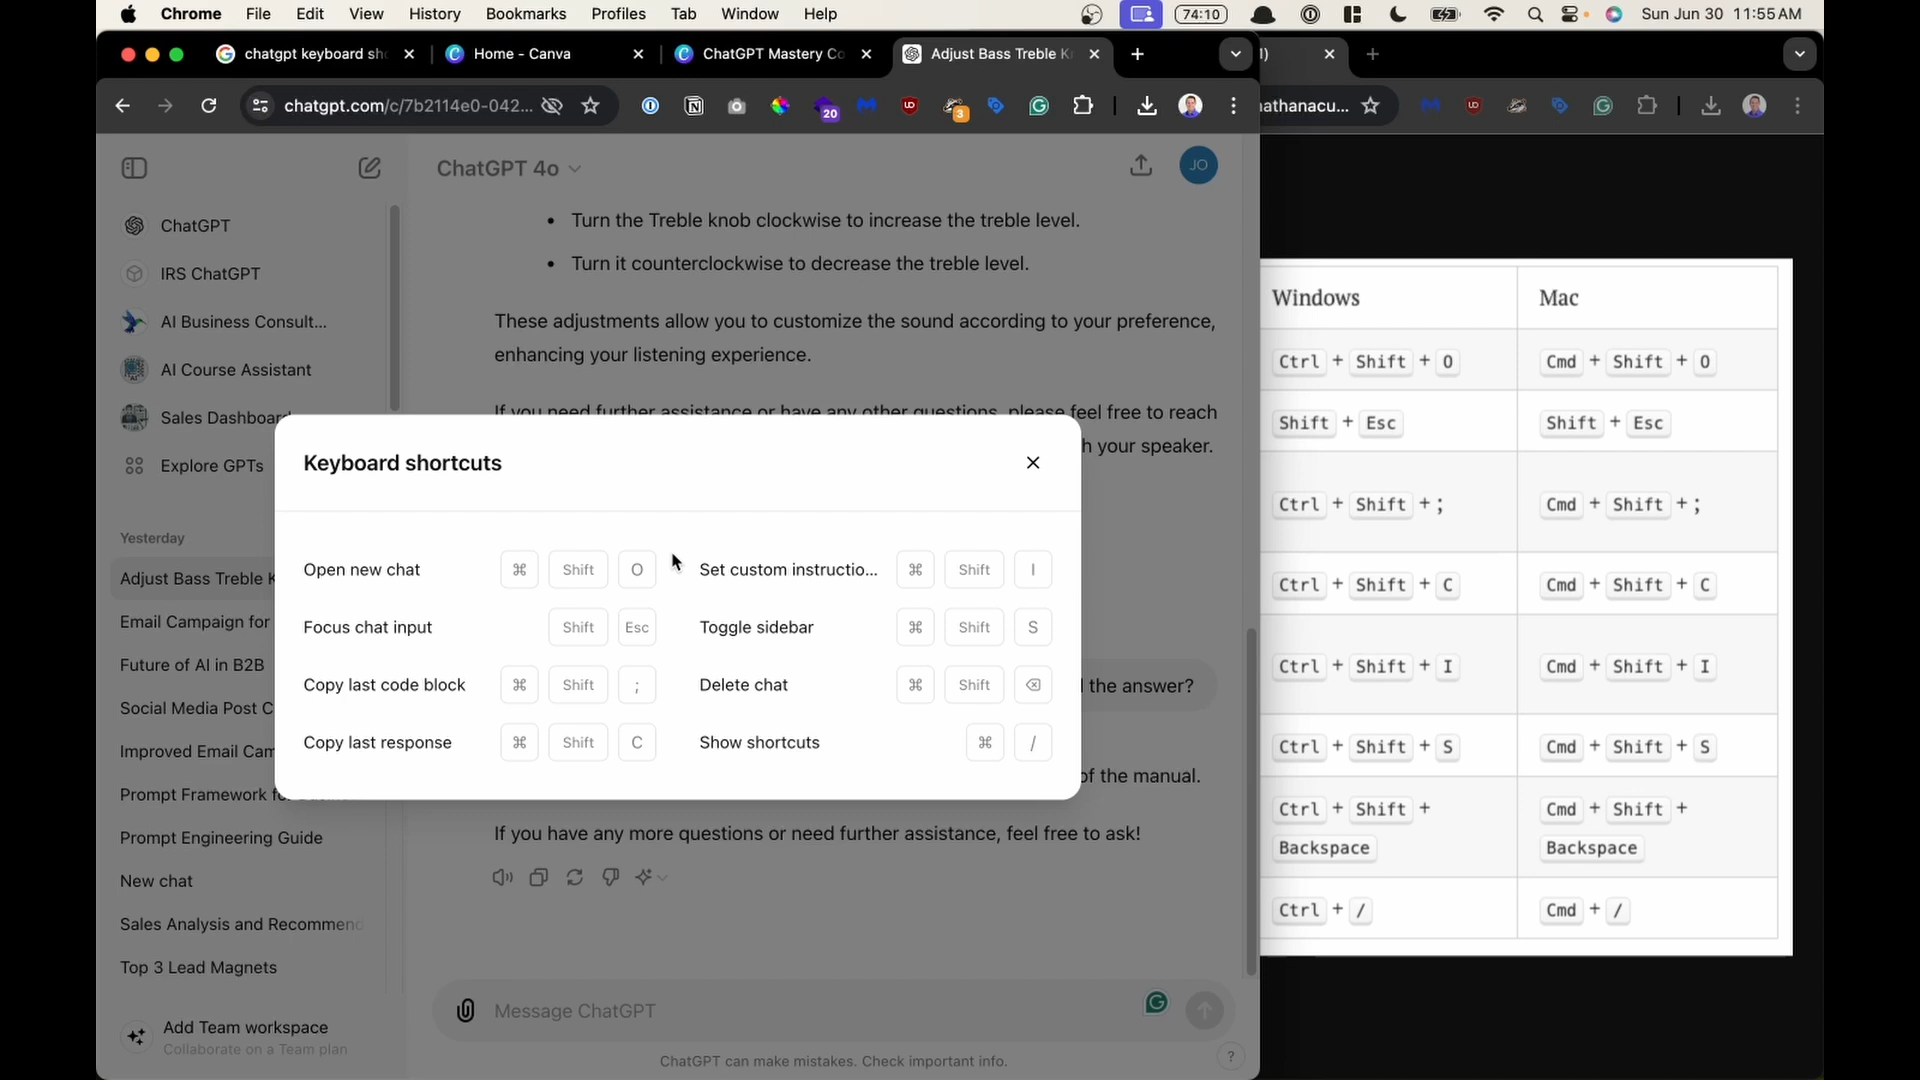 Chrome File Edit View History Bookmarks Profiles Tab Window Help 74:10 Sun Jun 30 11:55 AM
chatgpt keyboard sh Home - Canva ChatGPT Mastery Co Adjust Bass Treble K
chatgpt.com/c/7b2114e0-042... 20 3 athanacu...
ChatGPT 4o JO
ChatGPT
IRS ChatGPT
AI Business Consult...
AI Course Assistant
Sales Dashboard
Explore GPTs
Yesterday
Adjust Bass Treble K
Email Campaign for
Future of AI in B2B
Social Media Post C
Improved Email Cam
Prompt Framework
Prompt Engineering Guide
New chat
Sales Analysis and Recommend
Top 3 Lead Magnets
Add Team workspace
Collaborate on a Team plan
• Turn the Treble knob clockwise to increase the treble level.
• Turn it counterclockwise to decrease the treble level.
These adjustments allow you to customize the sound according to your preference,
enhancing your listening experience.
If you need further assistance or have any other questions, please feel free to reach
h your speaker.
Keyboard shortcuts
Open new chat ⌘ Shift O
Focus chat input Shift Esc
Copy last code block ⌘ Shift ;
Copy last response ⌘ Shift C
Set custom instructio... ⌘ Shift I
Toggle sidebar ⌘ Shift S
Delete chat ⌘ Shift ⌫
Show shortcuts ⌘ /
the answer?
of the manual.
If you have any more questions or need further assistance, feel free to ask!
Message ChatGPT
ChatGPT can make mistakes. Check important info. ?
Windows Mac
Ctrl + Shift + O Cmd + Shift + O
Shift + Esc Shift + Esc
Ctrl + Shift + ; Cmd + Shift + ;
Ctrl + Shift + C Cmd + Shift + C
Ctrl + Shift + I Cmd + Shift + I
Ctrl + Shift + S Cmd + Shift + S
Ctrl + Shift + Cmd + Shift +
Backspace Backspace
Ctrl + / Cmd + /